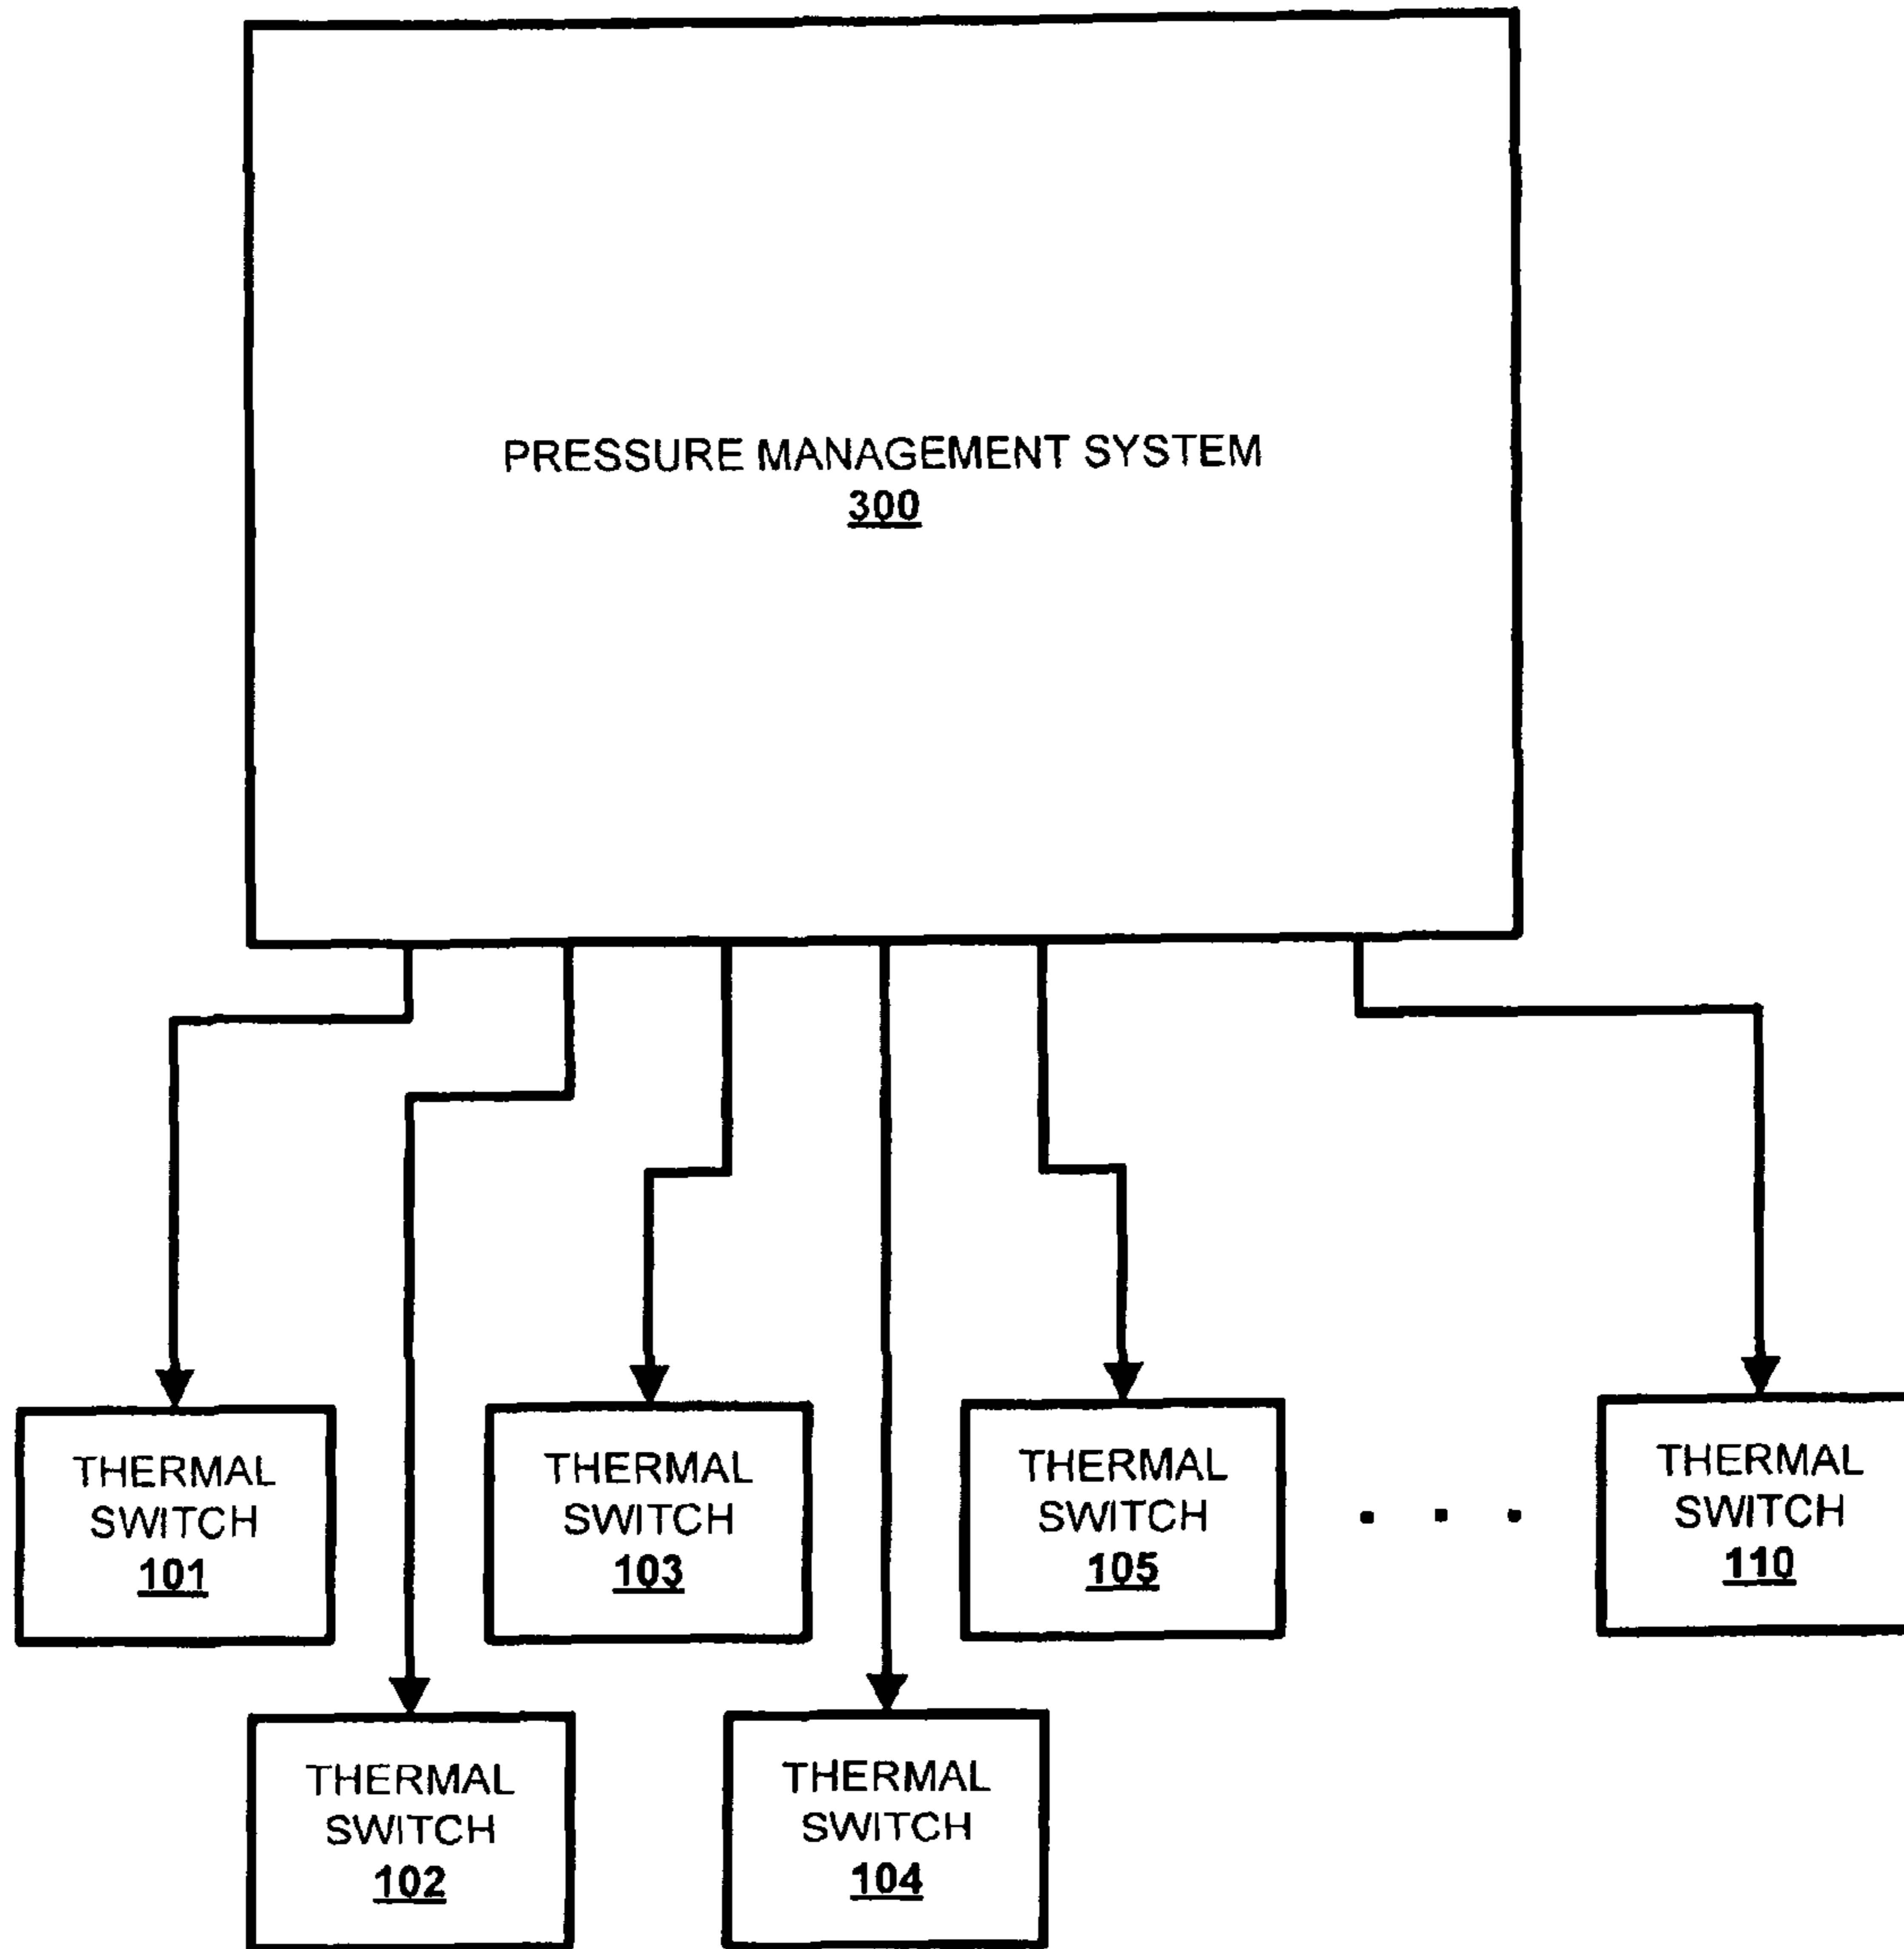 PRESSURE MANAGEMENT SYSTEM
300
THERMAL
SWITCH
101
THERMAL
SWITCH
103
THERMAL
SWITCH
105
. . .
THERMAL
SWITCH
110
THERMAL
SWITCH
102
THERMAL
SWITCH
104